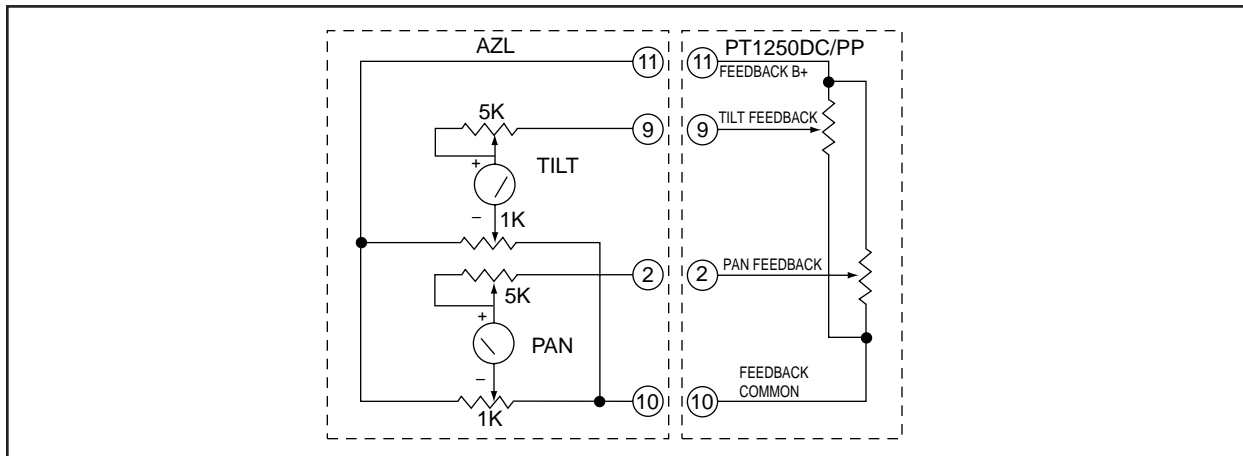 AZL
PT1250DC/PP
11
11
FEEDBACK B+
5K
9
9
TILT FEEDBACK
+
TILT
–
1K
2
2
PAN FEEDBACK
5K
+
PAN
–
1K
10
10
FEEDBACK
COMMON